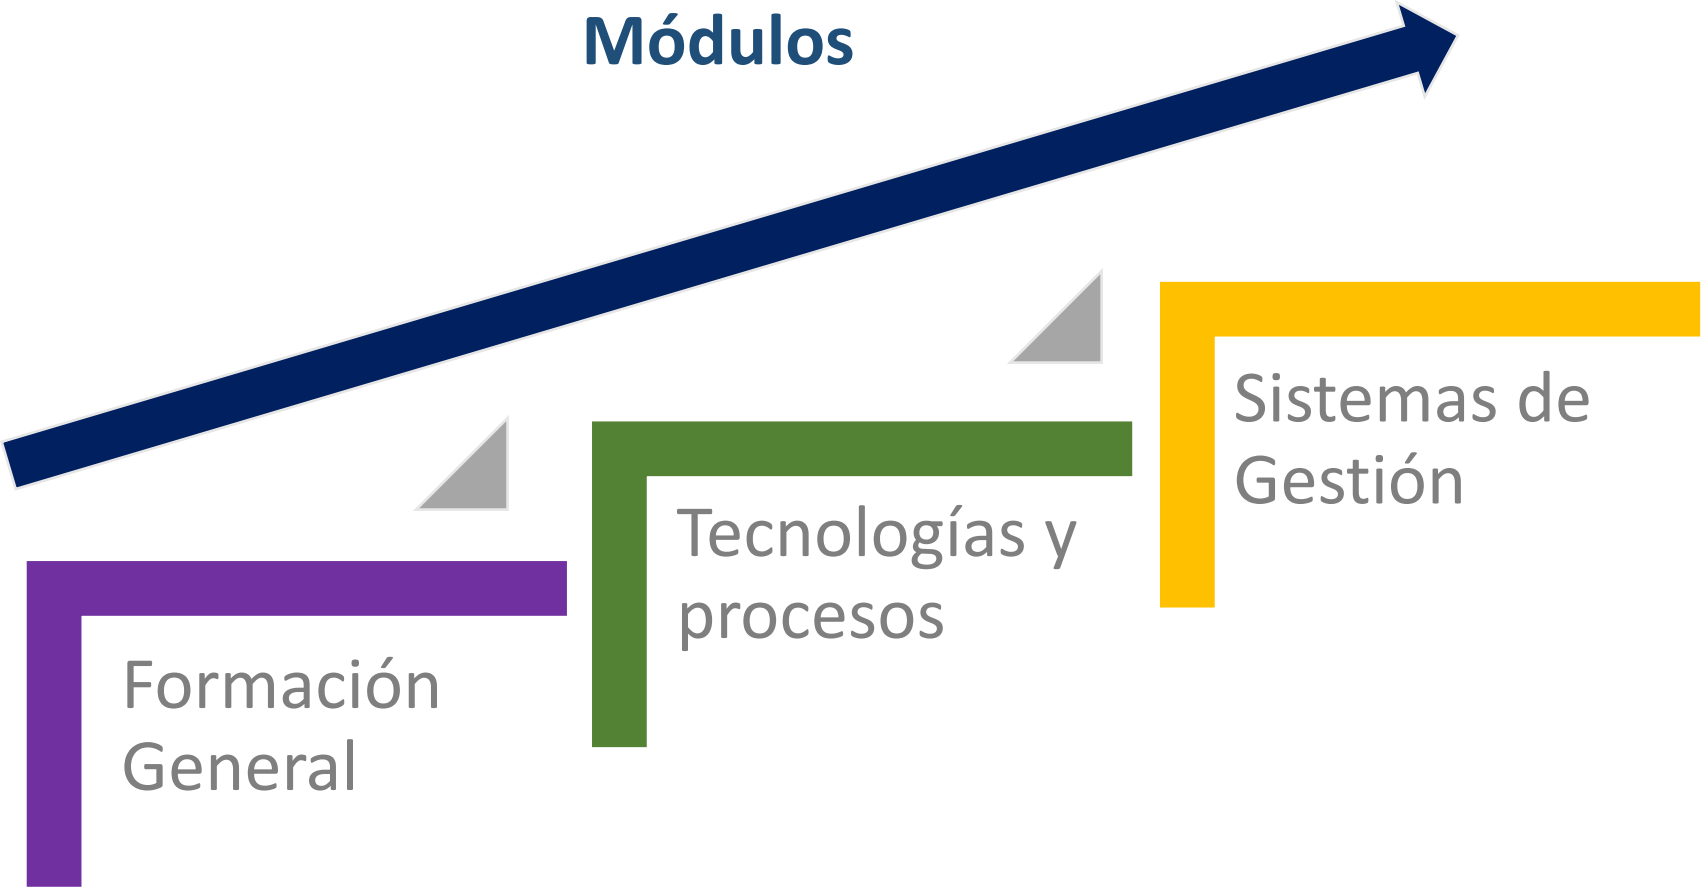 Módulos
Formación
General
Tecnologías y
procesos
Sistemas de
Gestión